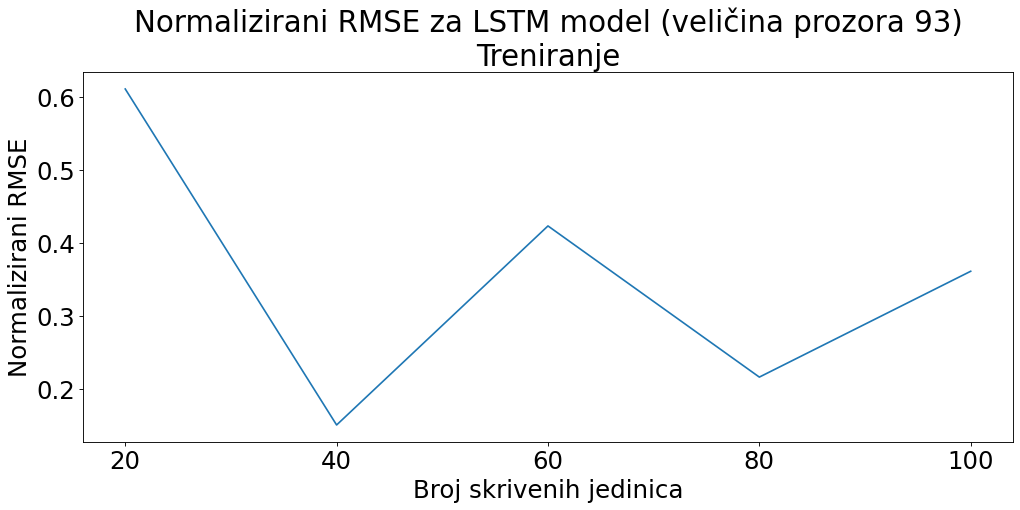 Normalizirani RMSE za LSTM model (veličina prozora 93)
Treniranje
Normalizirani RMSE
0.6
0.5
0.4
0.3
0.2
20 40 60 80 100
Broj skrivenih jedinica